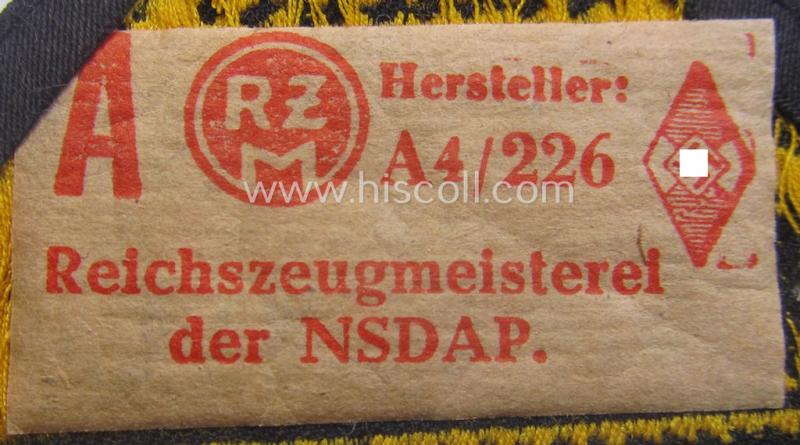 A RZM Hersteller:
A4/226
www.hiscoll.com
Reichszeugmeisterei
der NSDAP.